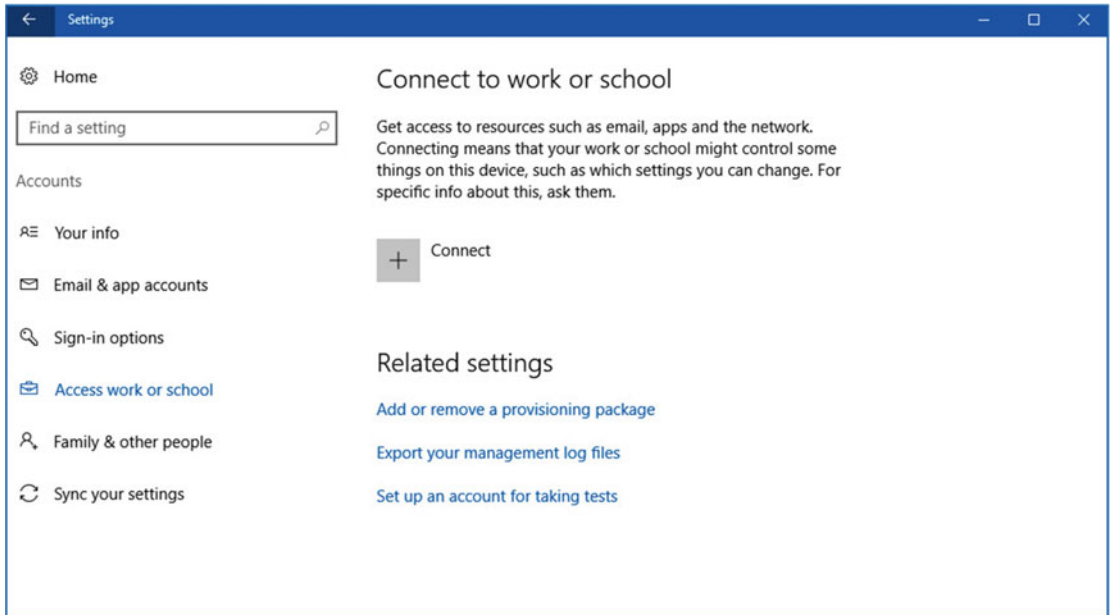 Settings
Home
Find a setting
Accounts
Your info
Email & app accounts
Sign-in options
Access work or school
Family & other people
Sync your settings
Connect to work or school
Get access to resources such as email, apps and the network.
Connecting means that your work or school might control some
things on this device, such as which settings you can change. For
specific info about this, ask them.
Connect
Related settings
Add or remove a provisioning package
Export your management log files
Set up an account for taking tests